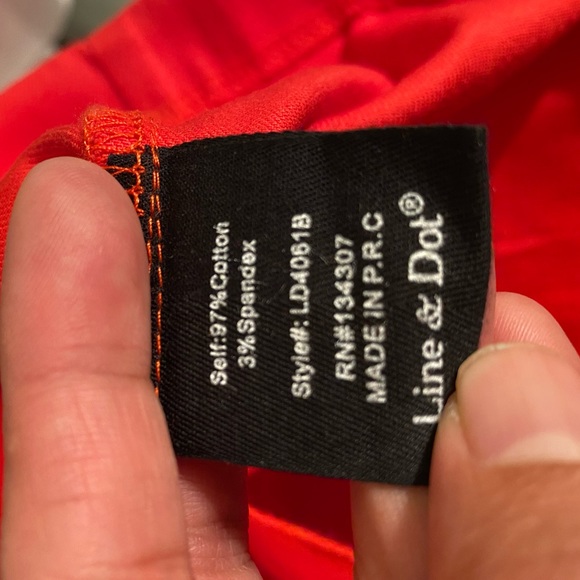 Self:97%Cotton
3%Spandex
Style#: LD4061B
RN#134307
MADE IN P.R.C
Line & Dot®